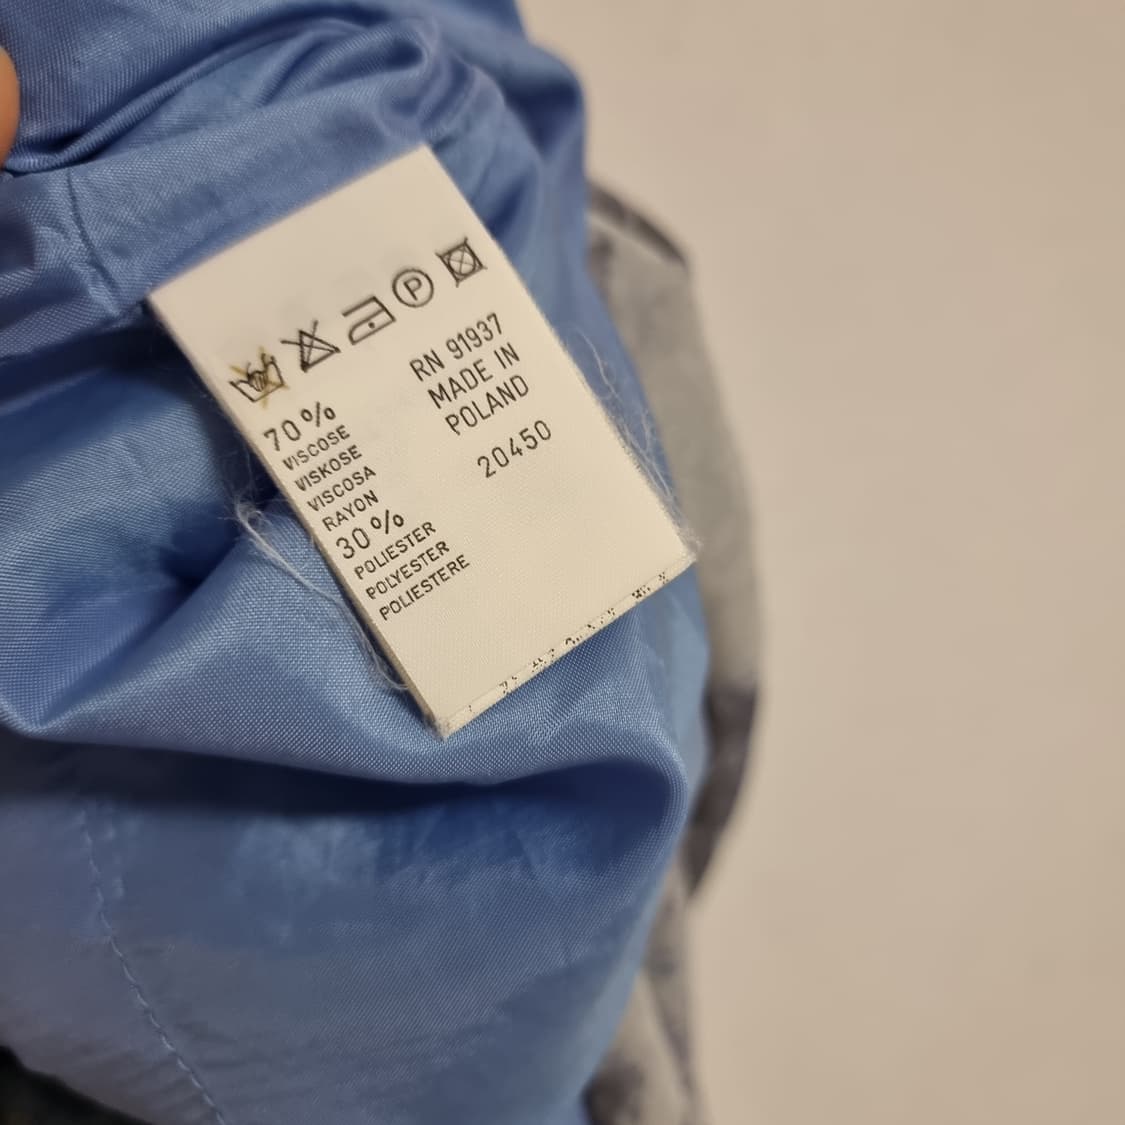 P
70%
VISCOSE
VISKOSE
VISCOSA
RAYON
30%
POLIESTER
POLYESTER
POLIESTERE
RN 91937
MADE IN
POLAND
20450